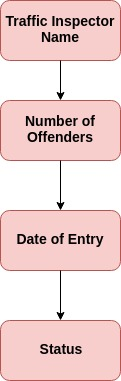 Traffic Inspector
Name
Number of
Offenders
Date of Entry
Status